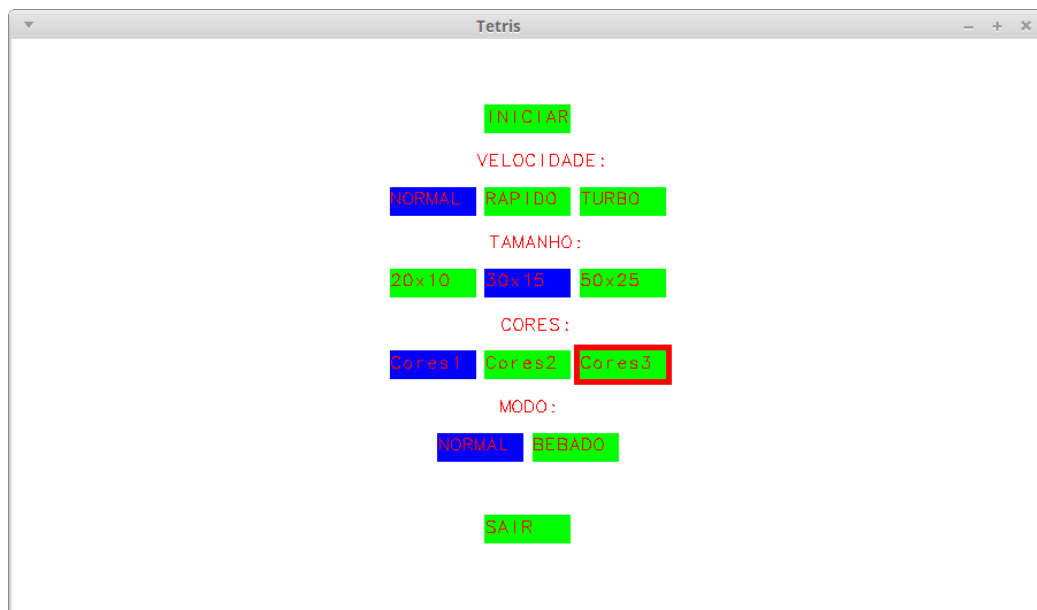 Tetris
INICIAR
VELOCIDADE:
NORMAL RAPIDO TURBO
TAMANHO:
20x10 30x15 50x25
CORES:
Cores1 Cores2 Cores3
MODO:
NORMAL BEBADO
SAIR